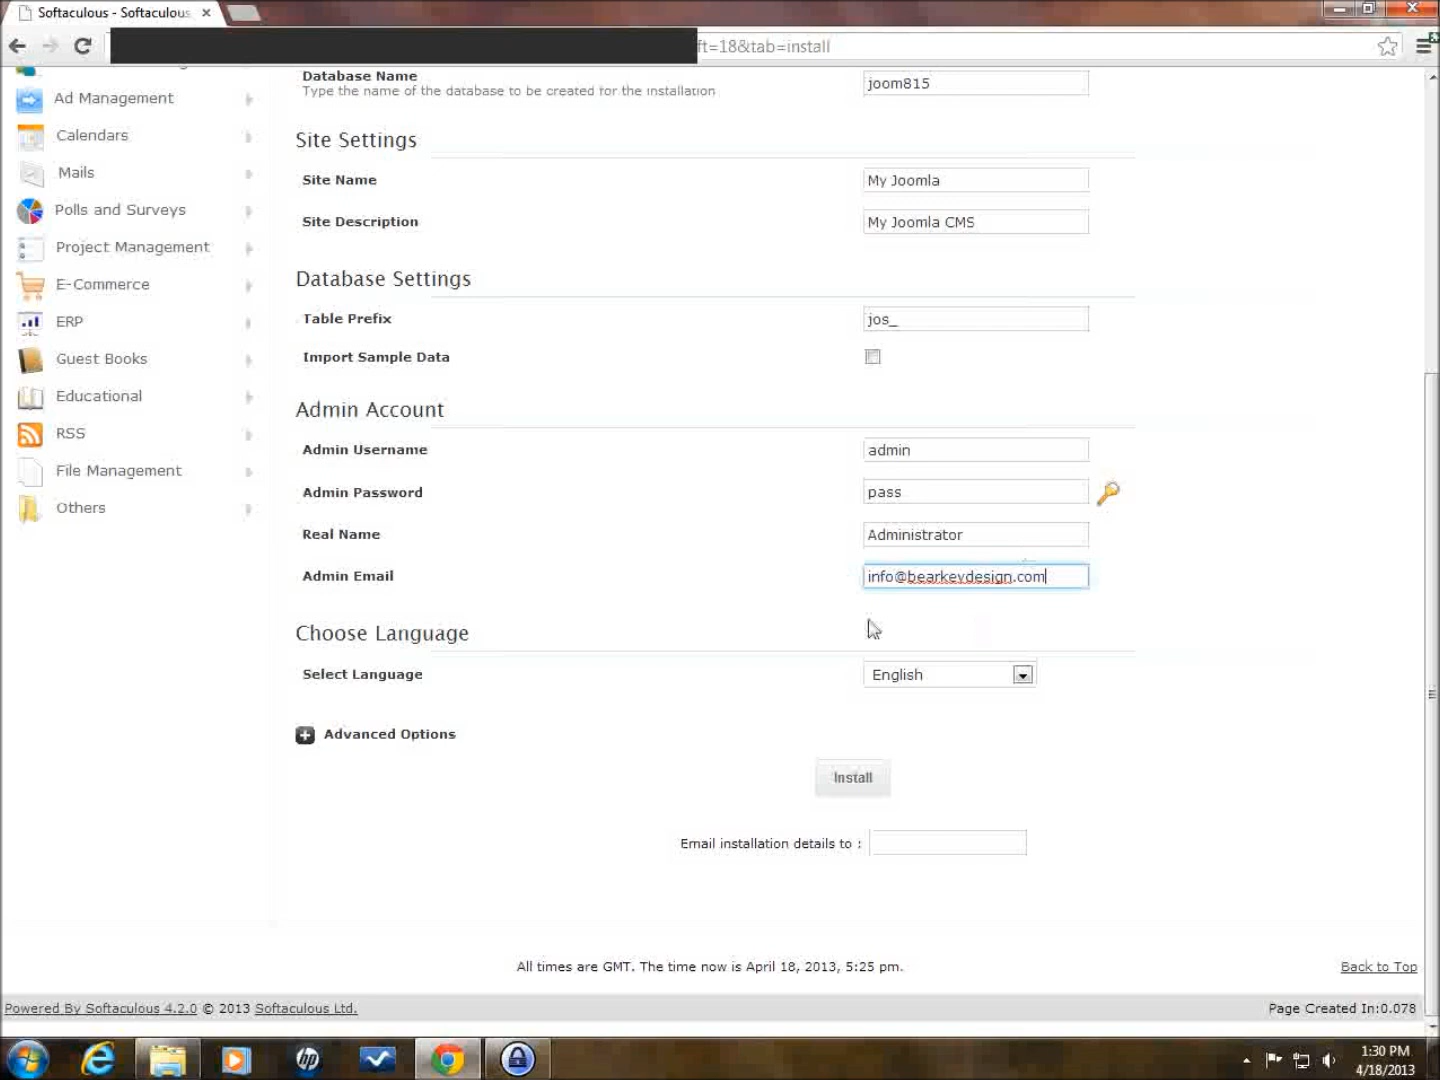 Softaculous - Softaculous
ft=18&tab=install
Ad Management
Calendars
Mails
Polls and Surveys
Project Management
E-Commerce
ERP
Guest Books
Educational
RSS
File Management
Others
Database Name
joom815
Type the name of the database to be created for the installation
Site Settings
Site Name
My Joomla
Site Description
My Joomla CMS
Database Settings
Table Prefix
jos_
Import Sample Data
Admin Account
Admin Username
admin
Admin Password
pass
Real Name
Administrator
Admin Email
info@bearkeydesign.com
Choose Language
Select Language
English
Advanced Options
Install
Email installation details to :
All times are GMT. The time now is April 18, 2013, 5:25 pm.
Back to Top
Powered By Softaculous 4.2.0 © 2013 Softaculous Ltd.
Page Created In:0.078
hp
1:30 PM
4/18/2013